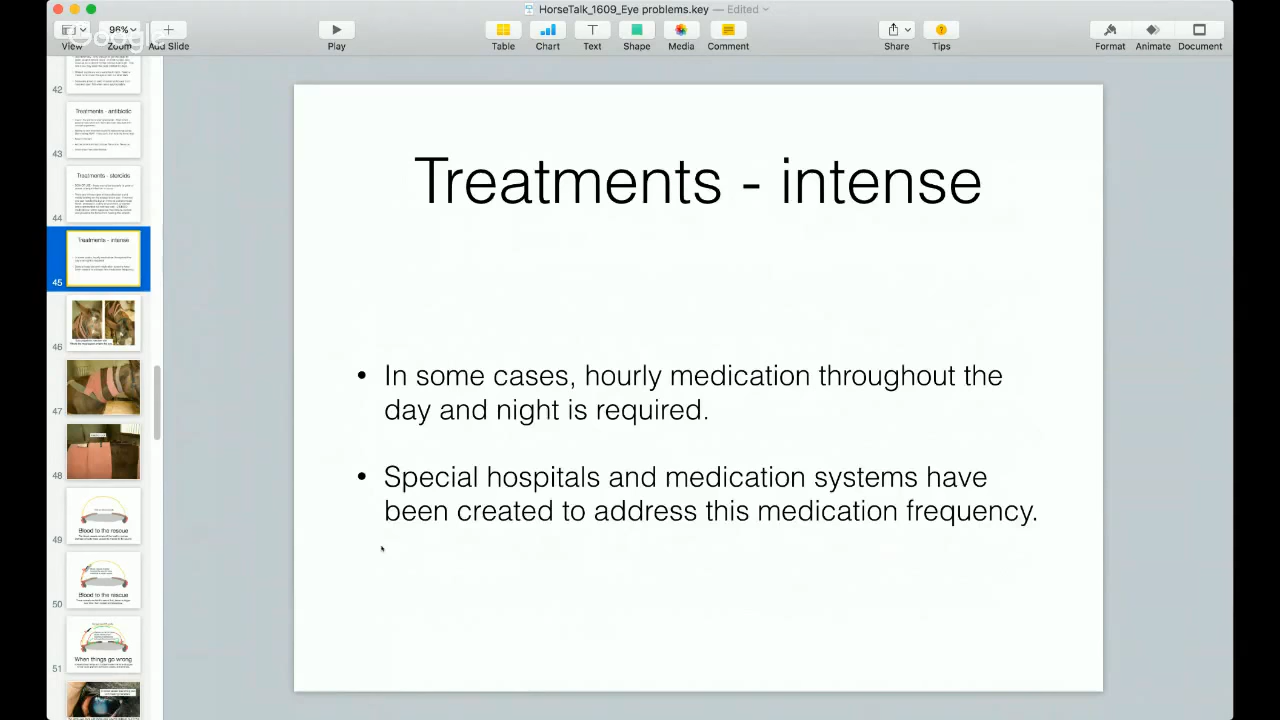 HorseTalk_1609_Eye problems.key — Edited
96%
Google
View
Zoom
Add Slide
Play
Table
Chart
Text
Shape
Media
Comment
Share
Tips
Format
Animate
Document
42
Treatments - antibiotic
43
Treatments - steroids
44
Treatments - intense
45
46
47
48
Blood to the rescue
49
Blood to the rescue
50
When things go wrong
51
Treatments - intense
• In some cases, hourly medication throughout the
day and night is required.
• Special hospitals and medication systems have
been created to address this medication frequency.